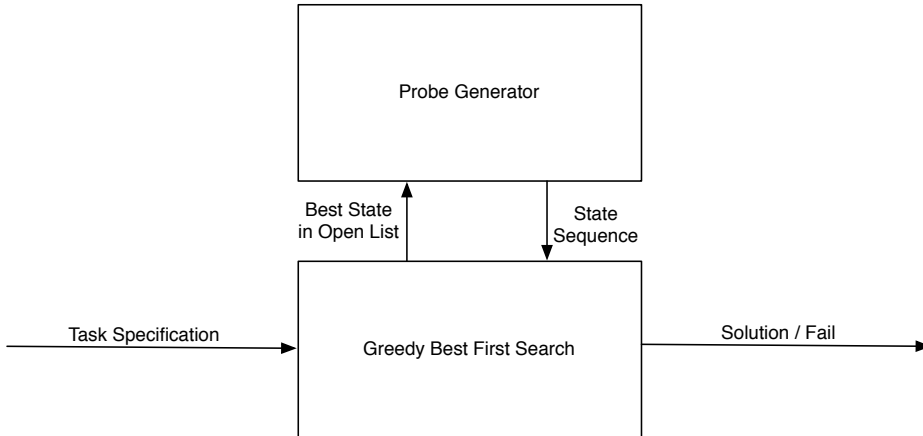 Probe Generator
Best State
in Open List
State
Sequence
Task Specification
Greedy Best First Search
Solution / Fail